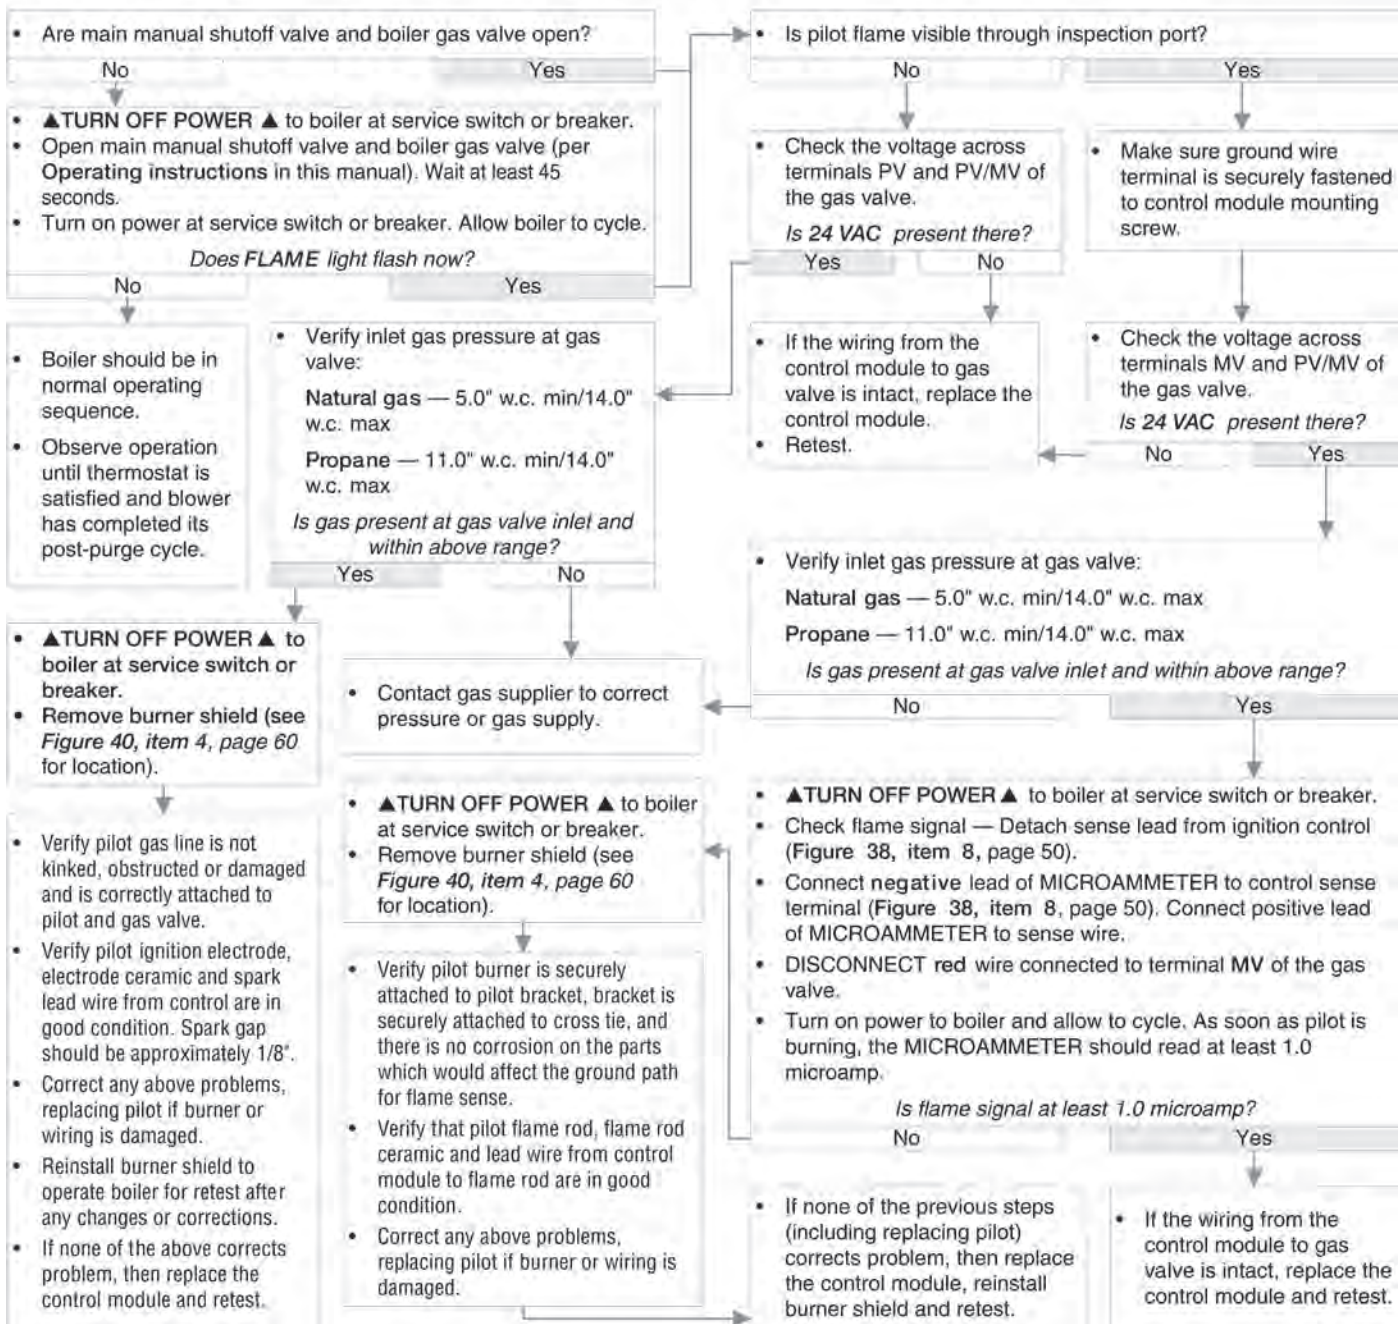 • Are main manual shutoff valve and boiler gas valve open?
No
Yes
• ▲TURN OFF POWER ▲ to boiler at service switch or breaker.
• Open main manual shutoff valve and boiler gas valve (per
Operating instructions in this manual). Wait at least 45
seconds.
• Turn on power at service switch or breaker. Allow boiler to cycle.
Does FLAME light flash now?
No
Yes
• Boiler should be in
normal operating
sequence.
• Observe operation
until thermostat is
satisfied and blower
has completed its
post-purge cycle.
• Verify inlet gas pressure at gas
valve:
Natural gas — 5.0" w.c. min/14.0"
w.c. max
Propane — 11.0" w.c. min/14.0"
w.c. max
Is gas present at gas valve inlet and
within above range?
Yes
No
• ▲TURN OFF POWER ▲ to
boiler at service switch or
breaker.
• Remove burner shield (see
Figure 40, item 4, page 60
for location).
• Verify pilot gas line is not
kinked, obstructed or damaged
and is correctly attached to
pilot and gas valve.
• Verify pilot ignition electrode,
electrode ceramic and spark
lead wire from control are in
good condition. Spark gap
should be approximately 1/8".
• Correct any above problems,
replacing pilot if burner or
wiring is damaged.
• Reinstall burner shield to
operate boiler for retest after
any changes or corrections.
• If none of the above corrects
problem, then replace the
control module and retest.
• Contact gas supplier to correct
pressure or gas supply.
• ▲TURN OFF POWER ▲ to boiler
at service switch or breaker.
• Remove burner shield (see
Figure 40, item 4, page 60
for location).
• Verify pilot burner is securely
attached to pilot bracket, bracket is
securely attached to cross tie, and
there is no corrosion on the parts
which would affect the ground path
for flame sense.
• Verify that pilot flame rod, flame rod
ceramic and lead wire from control
module to flame rod are in good
condition.
• Correct any above problems,
replacing pilot if burner or wiring is
damaged.
• Is pilot flame visible through inspection port?
No
Yes
• Check the voltage across
terminals PV and PV/MV of
the gas valve.
Is 24 VAC present there?
Yes
No
• If the wiring from the
control module to gas
valve is intact, replace the
control module.
• Retest.
• Make sure ground wire
terminal is securely fastened
to control module mounting
screw.
• Check the voltage across
terminals MV and PV/MV of
the gas valve.
Is 24 VAC present there?
No
Yes
• Verify inlet gas pressure at gas valve:
Natural gas — 5.0" w.c. min/14.0" w.c. max
Propane — 11.0" w.c. min/14.0" w.c. max
Is gas present at gas valve inlet and within above range?
No
Yes
• ▲TURN OFF POWER▲ to boiler at service switch or breaker.
• Check flame signal — Detach sense lead from ignition control
(Figure 38, item 8, page 50).
• Connect negative lead of MICROAMMETER to control sense
terminal (Figure 38, item 8, page 50). Connect positive lead
of MICROAMMETER to sense wire.
• DISCONNECT red wire connected to terminal MV of the gas
valve.
• Turn on power to boiler and allow to cycle. As soon as pilot is
burning, the MICROAMMETER should read at least 1.0
microamp.
Is flame signal at least 1.0 microamp?
No
Yes
• If none of the previous steps
(including replacing pilot)
corrects problem, then replace
the control module, reinstall
burner shield and retest.
• If the wiring from the
control module to gas
valve is intact, replace the
control module and retest.